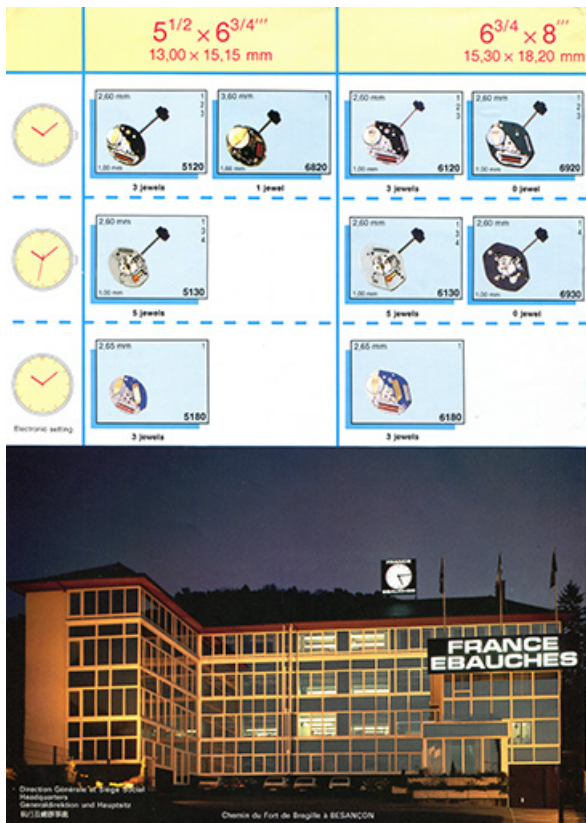 5 1/2 × 6 3/4‴
13,00 × 15,15 mm
6 3/4 × 8‴
15,30 × 18,20 mm
2,60 mm
1
2
3
1,00 mm
5120
3 jewels
3,60 mm
1
6820
1 jewel
2,60 mm
1
2
3
1,00 mm
6120
3 jewels
2,60 mm
1
2
3
1,00 mm
6920
0 jewel
2,60 mm
1
3
4
1,00 mm
5130
5 jewels
2,60 mm
1
3
4
1,00 mm
6130
5 jewels
2,60 mm
1
4
1,00 mm
6930
0 jewel
Electronic setting
2,65 mm
1
5180
3 jewels
2,65 mm
1
6180
3 jewels
FRANCE
EBAUCHES
FRANCE
EBAUCHES
Direction Générale et Siège Social
Headquarters
Generaldirektion und Hauptsitz
Chemin du Fort de Bregille à BESANÇON